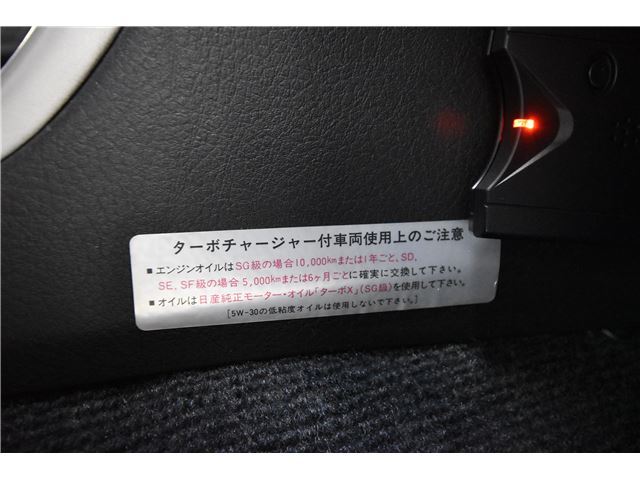 ターボチャージャー付車両使用上のご注意
■エンジンオイルはSG級の場合10,000kmまたは1年ごと、SD、
SE、SF級の場合5,000kmまたは6ヶ月ごとに確実に交換して下さい。
■オイルは日産純正モーター・オイル「ターボX」(SG級)を使用して下さい。
[5W-30の低粘度オイルは使用しないで下さい。]